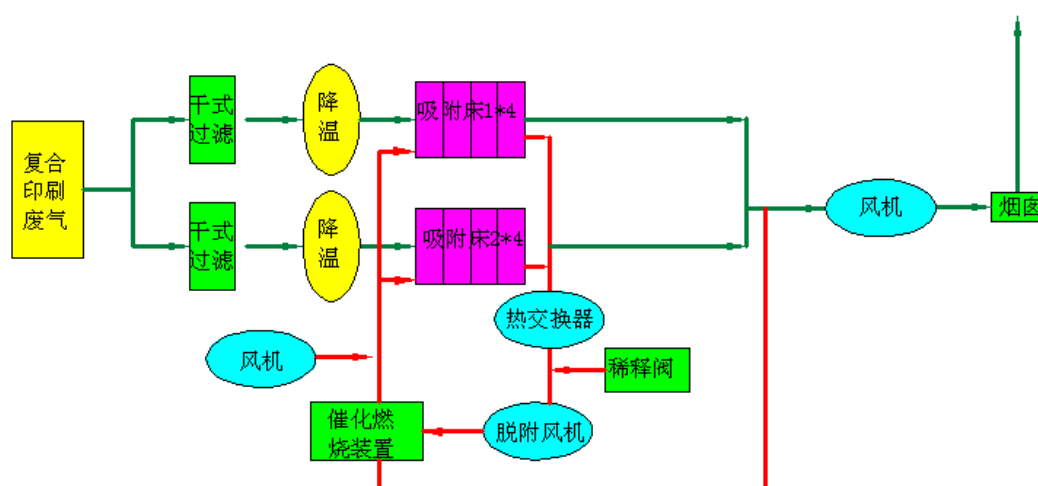 复合
印刷
废气
干式
过滤
降
温
吸附床1*4
干式
过滤
降
温
吸附床2*4
风机
烟囱
热交换器
风机
稀释阀
催化燃
烧装置
脱附风机